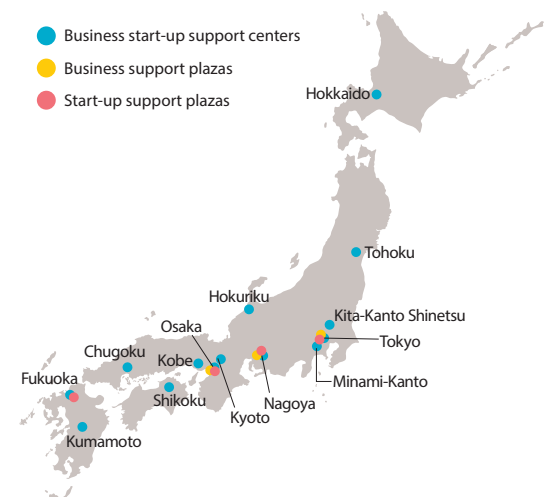 Business start-up support centers
Business support plazas
Start-up support plazas
Hokkaido
Tohoku
Hokuriku
Kita-Kanto Shinetsu
Osaka
Tokyo
Chugoku
Kobe
Fukuoka
Minami-Kanto
Shikoku
Nagoya
Kyoto
Kumamoto